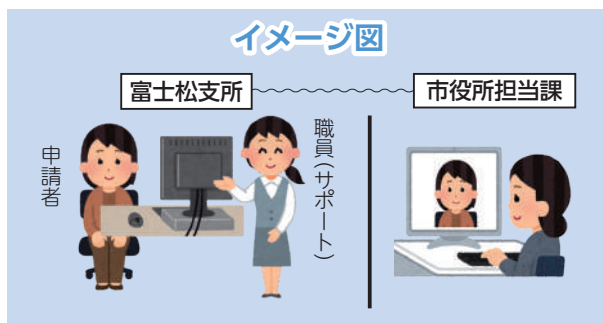 イメージ図
富士松支所
市役所担当課
申請者
職員(サポート)